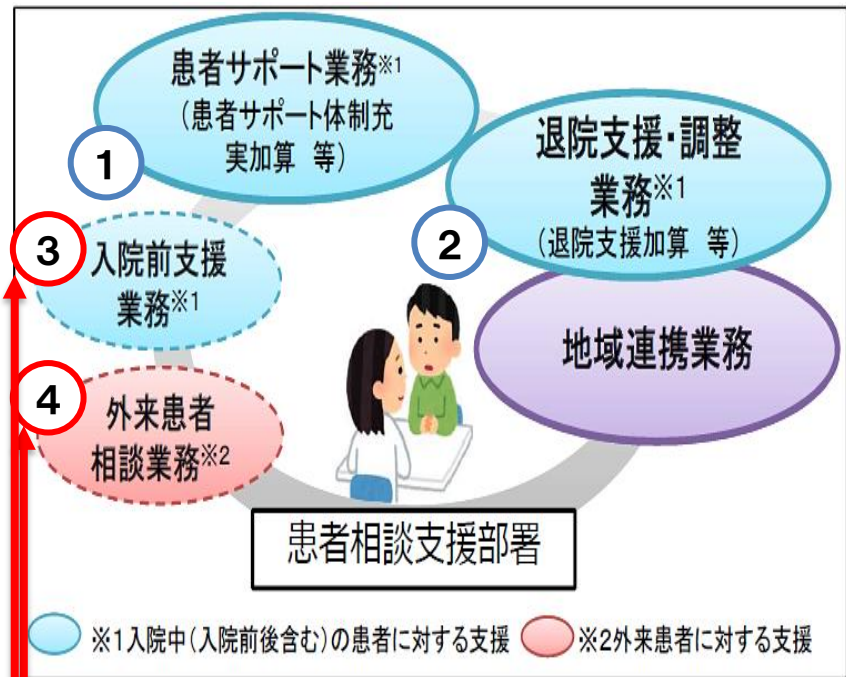 患者サポート業務※1
(患者サポート体制充
実加算 等)
①
退院支援・調整
業務※1
(退院支援加算 等)
②
③
入院前支援
業務※1
地域連携業務
④
外来患者
相談業務※2
患者相談支援部署
※1入院中(入院前後含む)の患者に対する支援
※2外来患者に対する支援